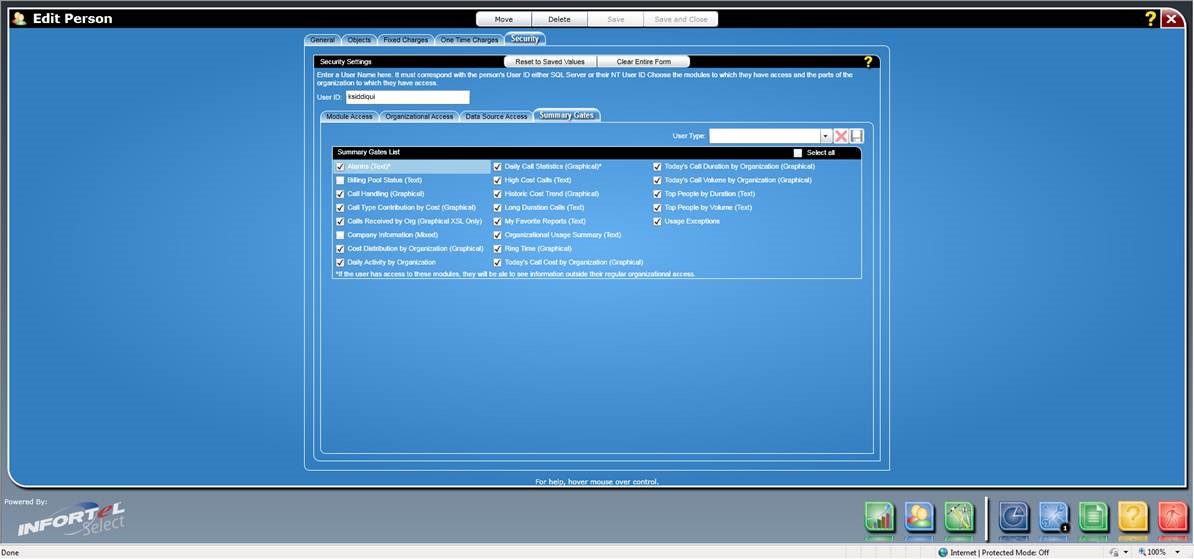 Edit Person
Move Delete Save Save and Close
?
General Objects Fixed Charges One Time Charges Security
Security Settings Reset to Saved Values Clear Entire Form ?
Enter a User Name here. It must correspond with the person's User ID either SQL Server or their NT User ID Choose the modules to which they have access and the parts of the
organization to which they have access.
User ID: ksiddiqui
Module Access Organizational Access Data Source Access Summary Gates
User Type:
Summary Gates List Select all
Alarms (Text)* Daily Call Statistics (Graphical)* Today's Call Duration by Organization (Graphical)
Billing Pool Status (Text) High Cost Calls (Text) Today's Call Volume by Organization (Graphical)
Call Handling (Graphical) Historic Cost Trend (Graphical) Top People by Duration (Text)
Call Type Contribution by Cost (Graphical) Long Duration Calls (Text) Top People by Volume (Text)
Calls Received by Org (Graphical XSL Only) My Favorite Reports (Text) Usage Exceptions
Company Information (Mixed) Organizational Usage Summary (Text)
Cost Distribution by Organization (Graphical) Ring Time (Graphical)
Daily Activity by Organization Today's Call Cost by Organization (Graphical)
*If the user has access to these modules, they will be ale to see information outside their regular organizational access.
For help, hover mouse over control.
Powered By:
INFORTEL
Select
1
?
Done Internet | Protected Mode: Off 100%